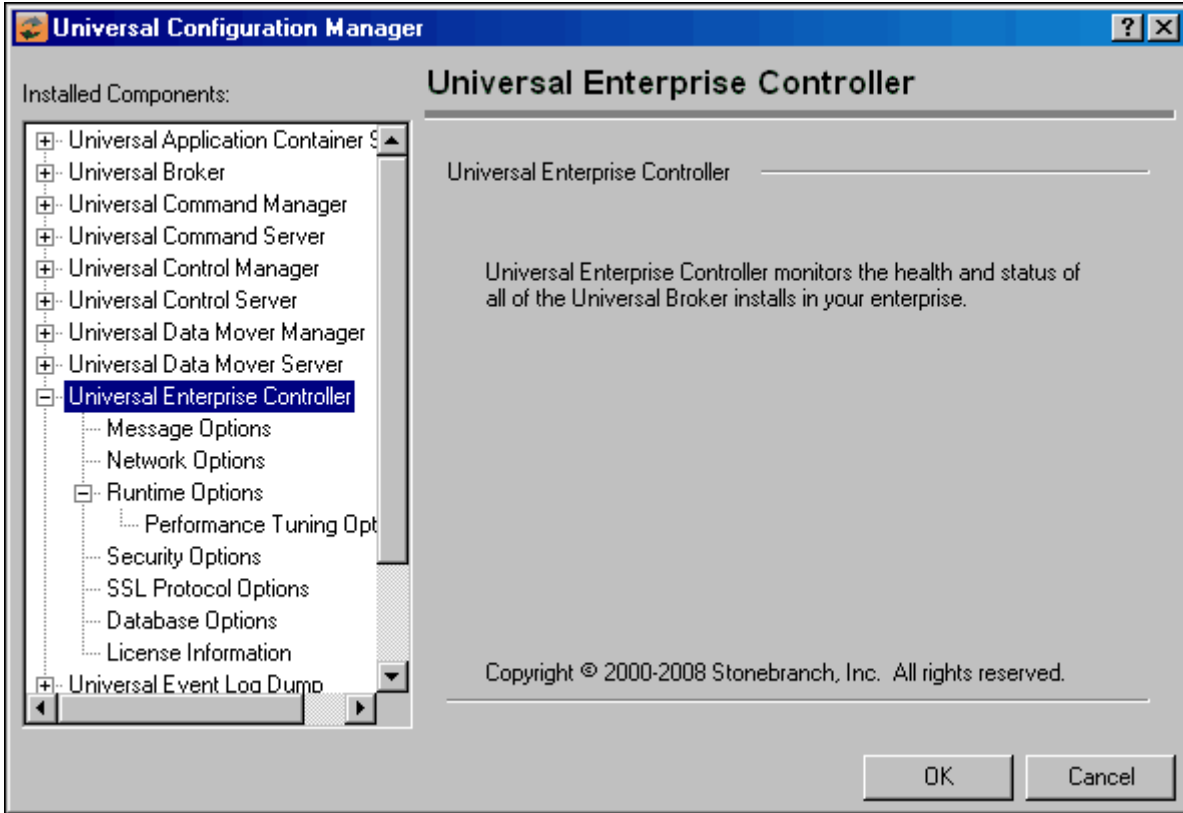 Universal Configuration Manager
Installed Components:
Universal Application Container S
Universal Broker
Universal Command Manager
Universal Command Server
Universal Control Manager
Universal Control Server
Universal Data Mover Manager
Universal Data Mover Server
Universal Enterprise Controller
Message Options
Network Options
Runtime Options
Performance Tuning Opt
Security Options
SSL Protocol Options
Database Options
License Information
Universal Event Log Dump
Universal Enterprise Controller
Universal Enterprise Controller
Universal Enterprise Controller monitors the health and status of
all of the Universal Broker installs in your enterprise.
Copyright © 2000-2008 Stonebranch, Inc. All rights reserved.
OK
Cancel